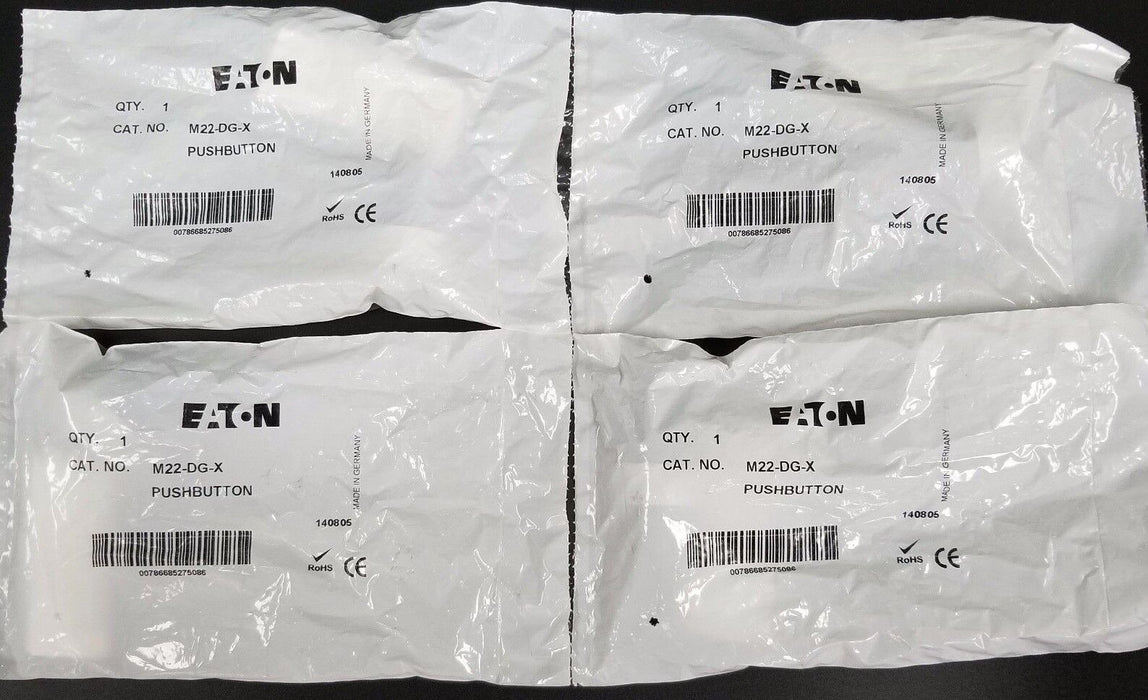 EATON
QTY. 1
CAT. NO. M22-DG-X
PUSHBUTTON
MADE IN GERMANY
140805
00786685275086
RoHS CE
EATON
QTY. 1
CAT. NO. M22-DG-X
PUSHBUTTON
MADE IN GERMANY
140805
00786685275086
RoHS CE
EATON
QTY. 1
CAT. NO. M22-DG-X
PUSHBUTTON
MADE IN GERMANY
140805
00786685275086
RoHS CE
EATON
QTY. 1
CAT. NO. M22-DG-X
PUSHBUTTON
MADE IN GERMANY
140805
00786685275086
RoHS CE